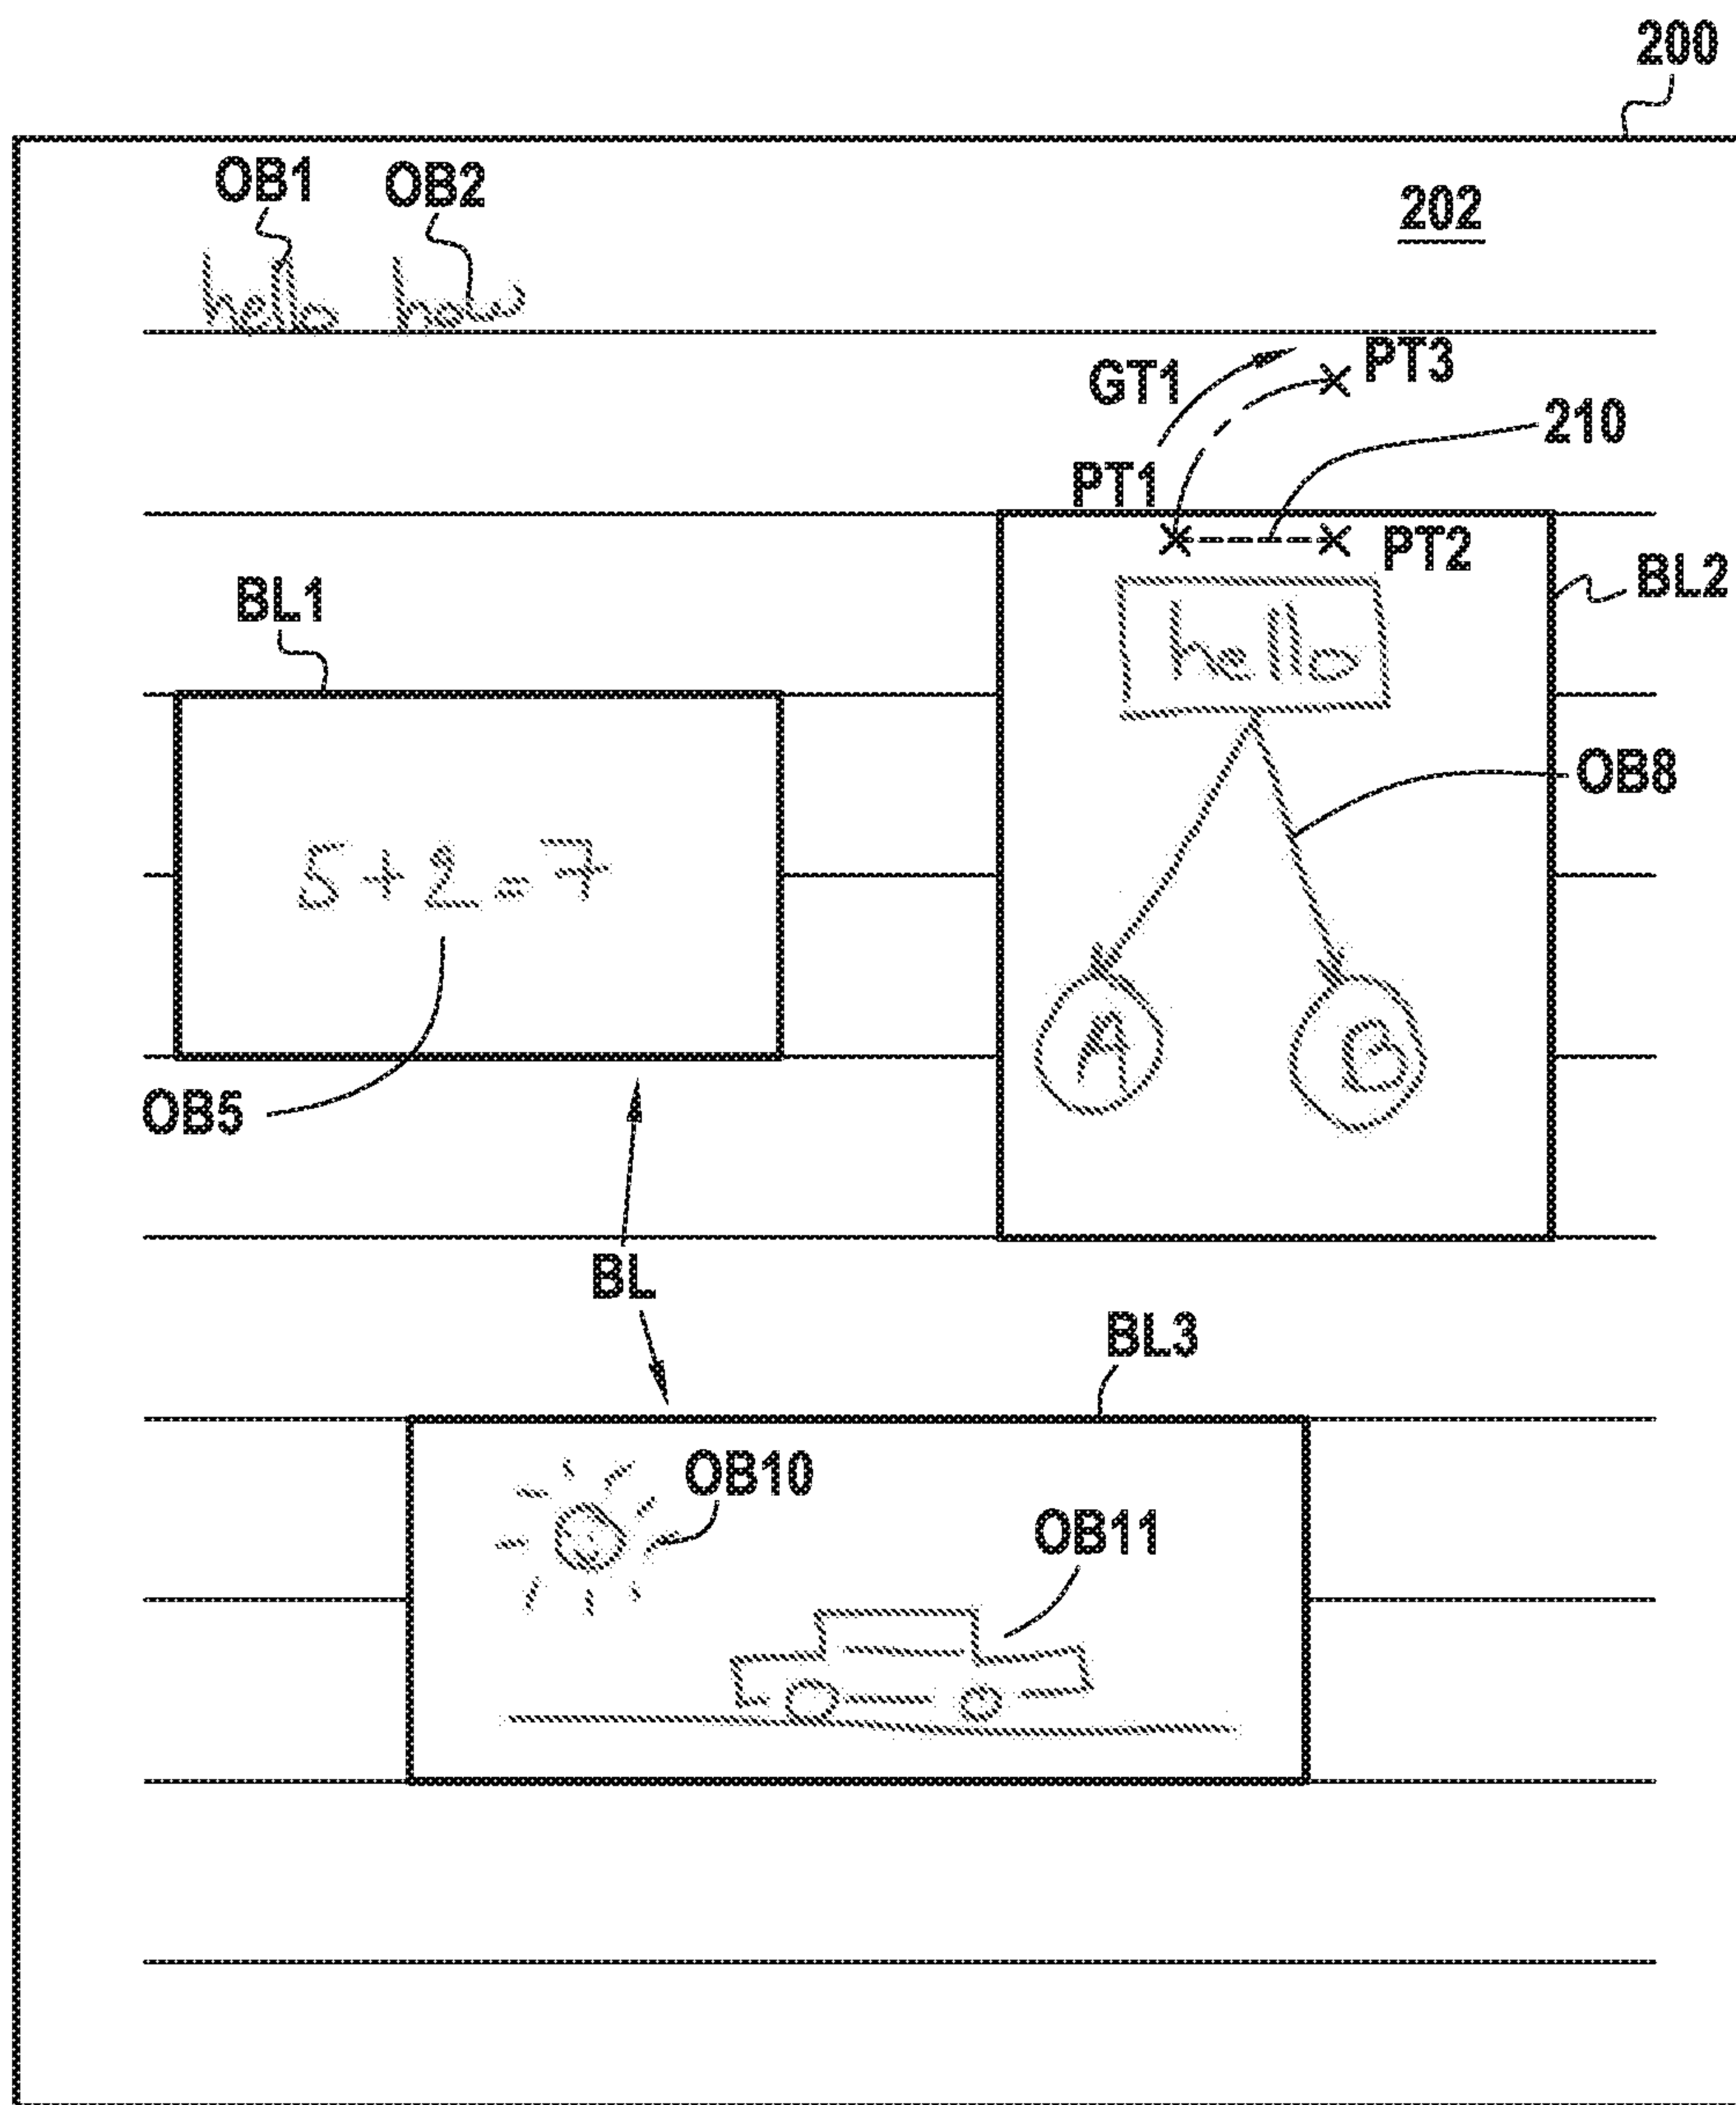 200
OB1 OB2
202
hello how
GT1 PT3
210
PT1
PT2
BL2
BL1
hello
OB8
5+2=7
A B
OB5
BL
BL3
OB10
OB11